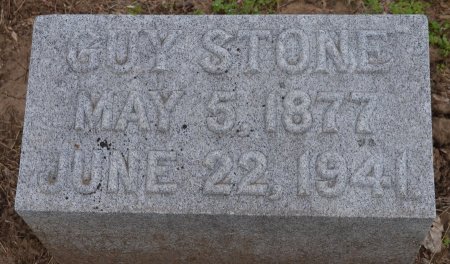 GUY STONE
MAY 5, 1877
JUNE 22, 1941